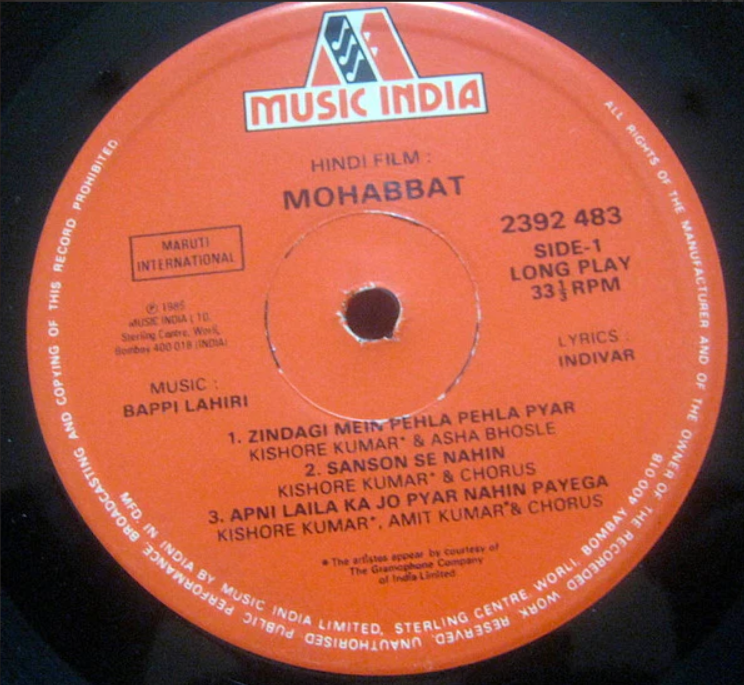 MUSIC INDIA
HINDI FILM :
MOHABBAT
2392 483
SIDE-1
LONG PLAY
33⅓ RPM
MARUTI
INTERNATIONAL
℗ 1985
MUSIC INDIA LTD.
Sterling Centre, Worli,
Bombay 400 018 (INDIA)
LYRICS :
INDIVAR
MUSIC :
BAPPI LAHIRI
1. ZINDAGI MEIN PEHLA PEHLA PYAR
KISHORE KUMAR* & ASHA BHOSLE
2. SANSON SE NAHIN
KISHORE KUMAR* & CHORUS
3. APNI LAILA KA JO PYAR NAHIN PAYEGA
KISHORE KUMAR*, AMIT KUMAR*& CHORUS
* The artistes appear by courtesy of
The Gramophone Company
of India Limited
MFD. IN INDIA BY MUSIC INDIA LIMITED, STERLING CENTRE, WORLI, BOMBAY 400 018
ALL RIGHTS OF THE MANUFACTURER AND OF THE OWNER OF THE RECOREDED WORK RESERVED. UNAUTHORISED PUBLIC PERFORMANCE, BROADCASTING AND COPYING OF THIS RECORD PROHIBITED